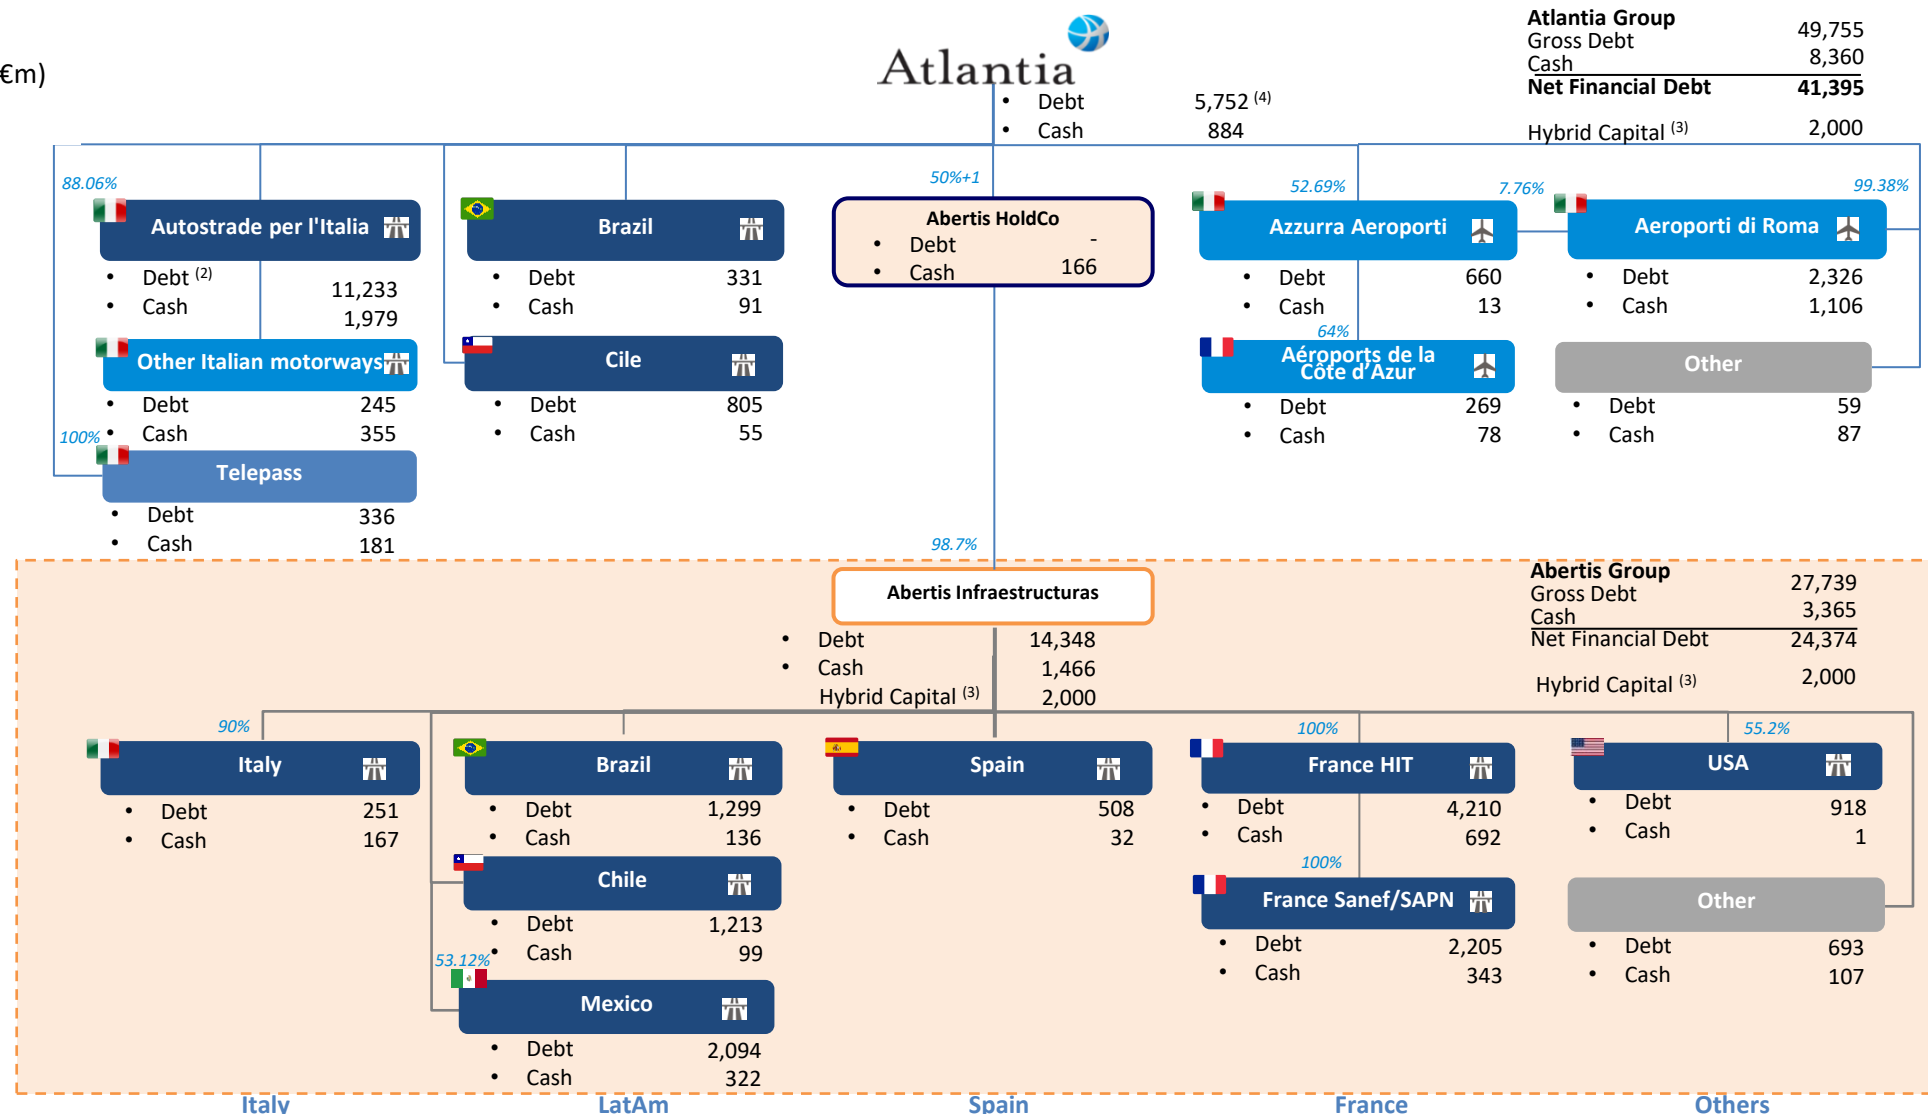 €m)
Atlantia
Debt 5,752 (4)
Cash 884
Atlantia Group
Gross Debt 49,755
Cash 8,360
Net Financial Debt 41,395
Hybrid Capital (3) 2,000
88.06%
50%+1
52.69%
7.76%
99.38%
Autostrade per l'Italia
Debt (2) 11,233
Cash 1,979
Brazil
Debt 331
Cash 91
Abertis HoldCo
Debt -
Cash 166
Azzurra Aeroporti
Debt 660
Cash 13
Aeroporti di Roma
Debt 2,326
Cash 1,106
Other Italian motorways
Debt 245
Cash 355
Cile
Debt 805
Cash 55
64%
Aéroports de la
Côte d'Azur
Debt 269
Cash 78
Other
Debt 59
Cash 87
100%
Telepass
Debt 336
Cash 181
98.7%
Abertis Infraestructuras
Debt 14,348
Cash 1,466
Hybrid Capital (3) 2,000
Abertis Group
Gross Debt 27,739
Cash 3,365
Net Financial Debt 24,374
Hybrid Capital (3) 2,000
90%
Italy
Debt 251
Cash 167
Brazil
Debt 1,299
Cash 136
Spain
Debt 508
Cash 32
100%
France HIT
Debt 4,210
Cash 692
55.2%
USA
Debt 918
Cash 1
Chile
Debt 1,213
Cash 99
100%
France Sanef/SAPN
Debt 2,205
Cash 343
Other
Debt 693
Cash 107
53.12%
Mexico
Debt 2,094
Cash 322
Italy
LatAm
Spain
France
Others